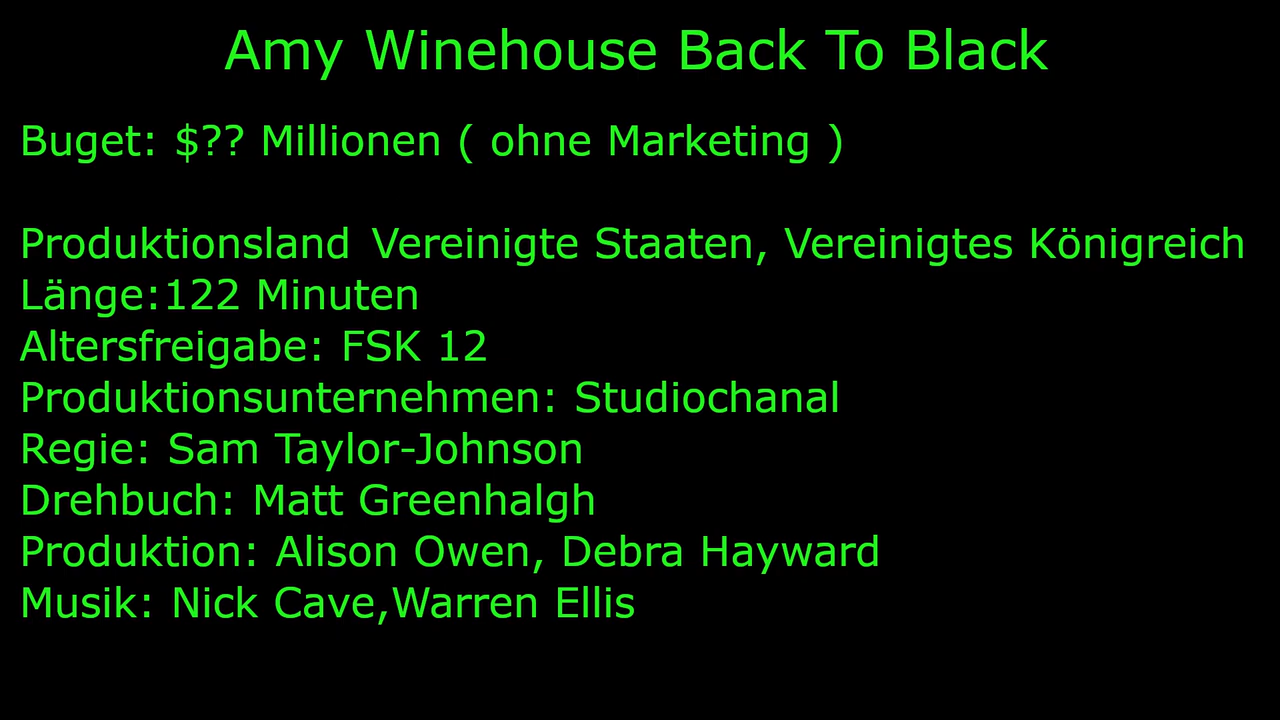 Amy Winehouse Back To Black
Buget: $?? Millionen ( ohne Marketing )
Produktionsland Vereinigte Staaten, Vereinigtes Königreich
Länge:122 Minuten
Altersfreigabe: FSK 12
Produktionsunternehmen: Studiochanal
Regie: Sam Taylor-Johnson
Drehbuch: Matt Greenhalgh
Produktion: Alison Owen, Debra Hayward
Musik: Nick Cave,Warren Ellis